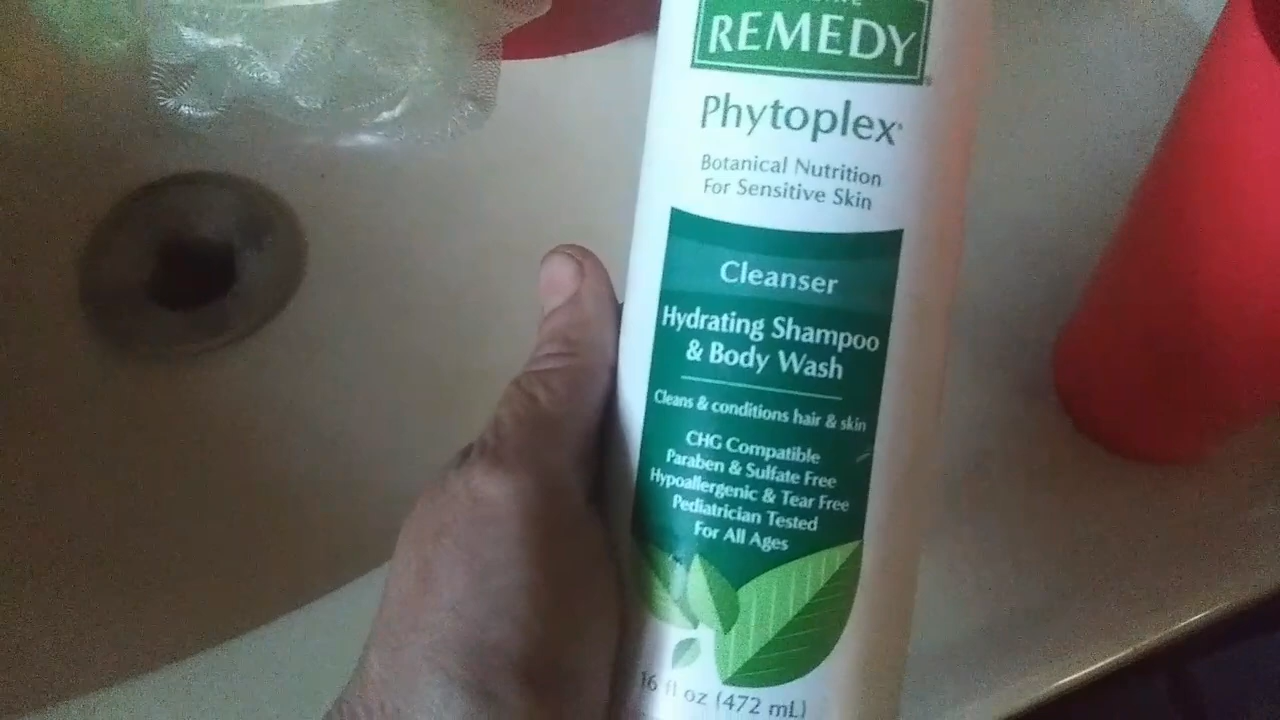 REMEDY
Phytoplex
Botanical Nutrition
For Sensitive Skin
Cleanser
Hydrating Shampoo
& Body Wash
Cleans & conditions hair & skin
CHG Compatible
Paraben & Sulfate Free
Hypoallergenic & Tear Free
Pediatrician Tested
For All Ages
16 fl oz (472 mL)